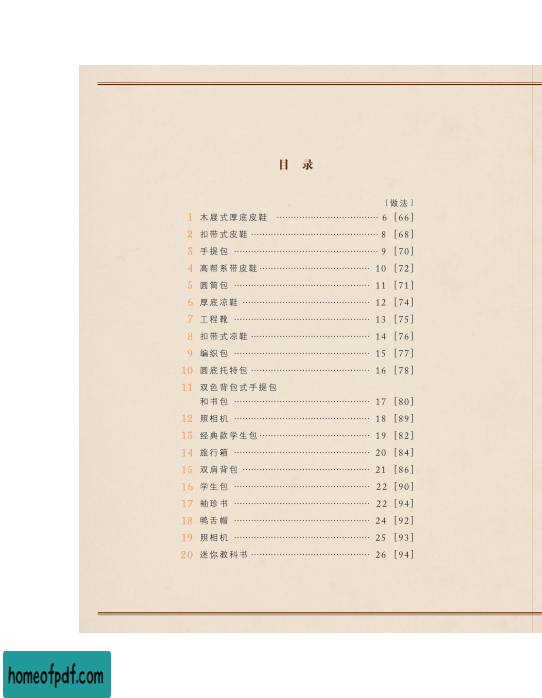 目 录
[做法]
1 木屐式厚底皮鞋 ………… 6 [66]
2 扣带式皮鞋 ………… 8 [68]
3 手提包 ………… 9 [70]
4 高帮系带皮鞋 ………… 10 [72]
5 圆筒包 ………… 11 [71]
6 厚底凉鞋 ………… 12 [74]
7 工程靴 ………… 13 [75]
8 扣带式凉鞋 ………… 14 [76]
9 编织包 ………… 15 [77]
10 圆底托特包 ………… 16 [78]
11 双色背包式手提包
和书包 ………… 17 [80]
12 照相机 ………… 18 [89]
13 经典款学生包 ………… 19 [82]
14 旅行箱 ………… 20 [84]
15 双肩背包 ………… 21 [86]
16 学生包 ………… 22 [90]
17 袖珍书 ………… 22 [94]
18 鸭舌帽 ………… 24 [92]
19 照相机 ………… 25 [93]
20 迷你教科书 ………… 26 [94]
homeofpdf.com